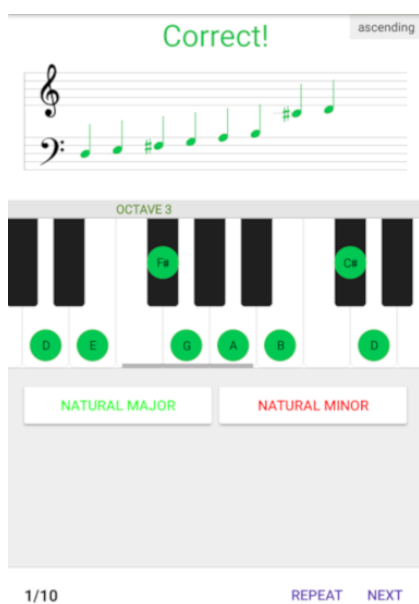 Correct!
ascending
OCTAVE 3
F#
C#
D
E
G
A
B
D
NATURAL MAJOR
NATURAL MINOR
1/10
REPEAT
NEXT